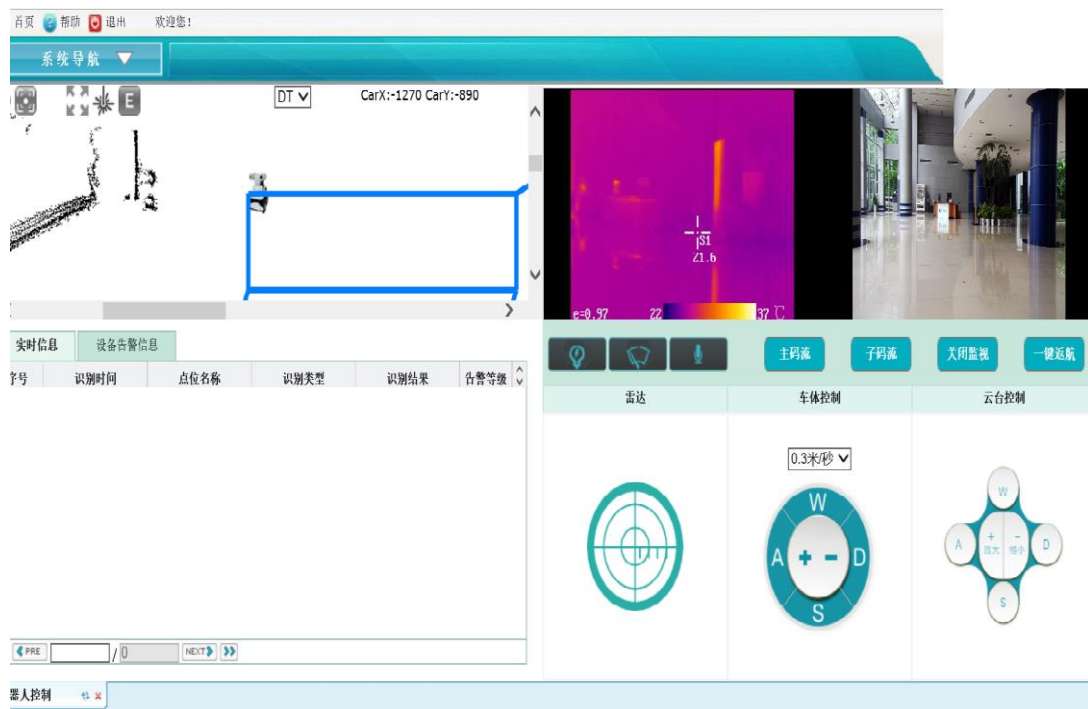 首页 帮助 退出 欢迎您!
系统导航
E
DT CarX:-1270 CarY:-890
S1
21.6
e=0.97 22 37 ℃
实时信息 设备告警信息
序号 识别时间 点位名称 识别类型 识别结果 告警等级
主码流 子码流 关闭监视 一键返航
雷达 车体控制 云台控制
0.3米/秒
W
A + - D
S
W
A + 放大 - 缩小 D
S
PRE / 0 NEXT
器人控制